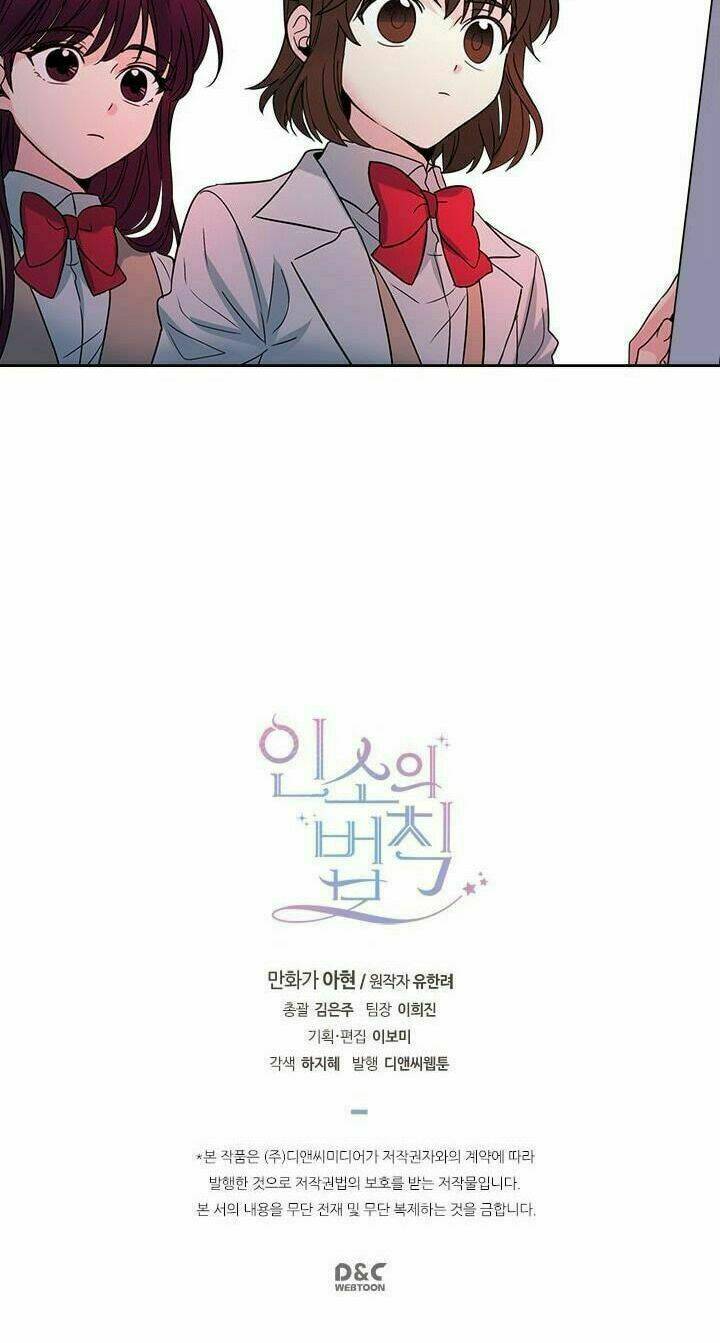 인소의
법칙
만화가 아현 / 원작자 유한려
총괄 김은주 팀장 이희진
기획·편집 이보미
각색 하지혜 발행 디앤씨웹툰
*본 작품은 (주)디앤씨미디어가 저작권자와의 계약에 따라
발행한 것으로 저작권법의 보호를 받는 저작물입니다.
본 서의 내용을 무단 전재 및 무단 복제하는 것을 금합니다.
D&C
WEBTOON